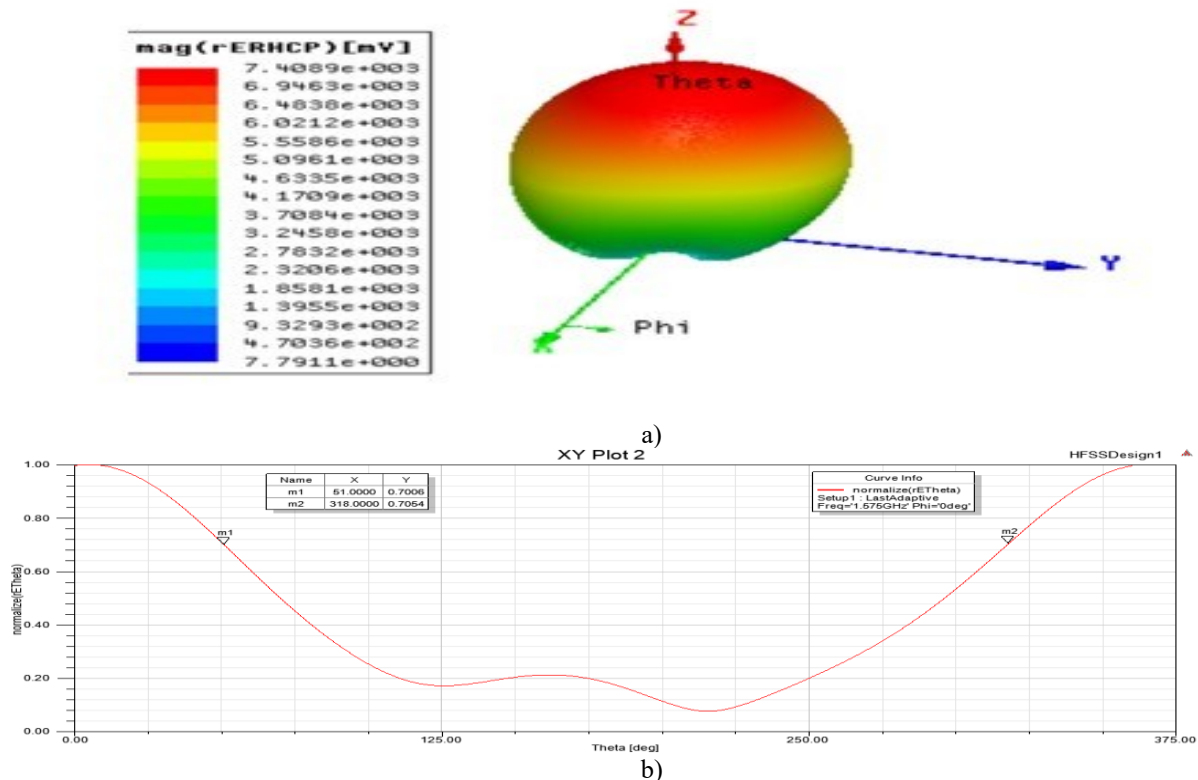 Z
mag(rERHCP)[mV]
7.4089e+003
6.9463e+003
6.4838e+003
6.0212e+003
5.5586e+003
5.0961e+003
4.6335e+003
4.1709e+003
3.7084e+003
3.2458e+003
2.7832e+003
2.3206e+003
1.8581e+003
1.3955e+003
9.3293e+002
4.7036e+002
7.7911e+000
Theta
Y
Phi
a)
XY Plot 2
HFSSDesign1
1.00
0.80
0.60
0.40
0.20
0.00
normalize(rETheta)
Name X Y
m1 51.0000 0.7006
m2 318.0000 0.7054
Curve Info
normalize(rETheta)
Setup1 : LastAdaptive
Freq='1.575GHz' Phi='0deg'
m1
m2
0.00 125.00 250.00 375.00
Theta [deg]
b)